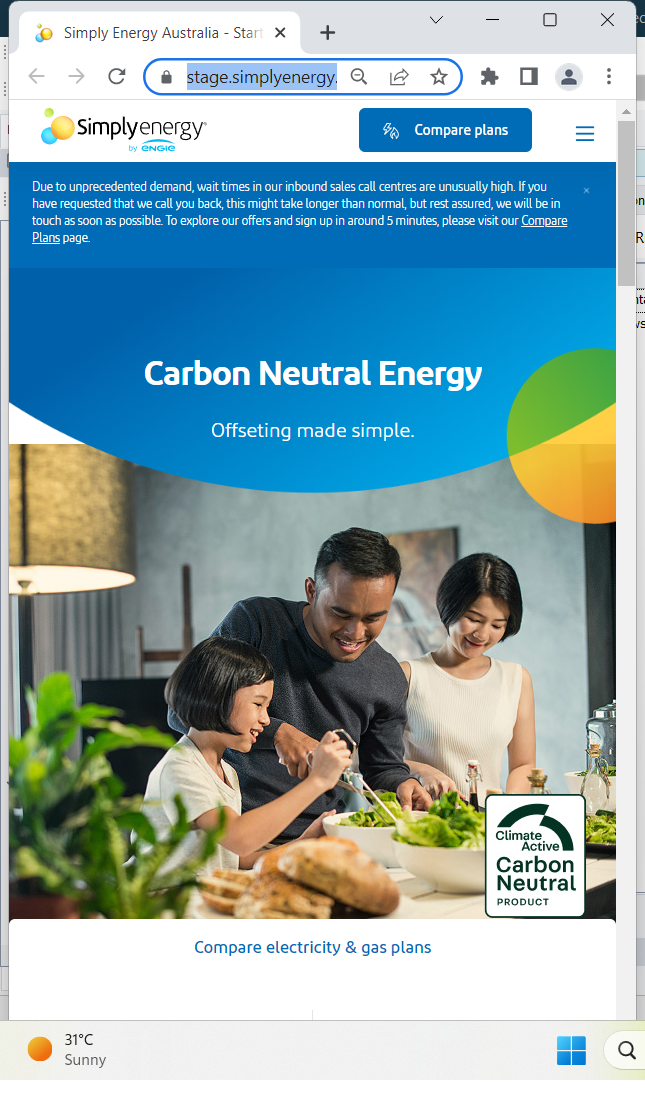 Simply Energy Australia - Start
stage.simplyenergy.
Simply energy
by ENGIE
Compare plans
Due to unprecedented demand, wait times in our inbound sales call centres are unusually high. If you
have requested that we call you back, this might take longer than normal, but rest assured, we will be in
touch as soon as possible. To explore our offers and sign up in around 5 minutes, please visit our Compare
Plans page.
Carbon Neutral Energy
Offseting made simple.
Climate
Active
Carbon
Neutral
PRODUCT
Compare electricity & gas plans
31°C
Sunny